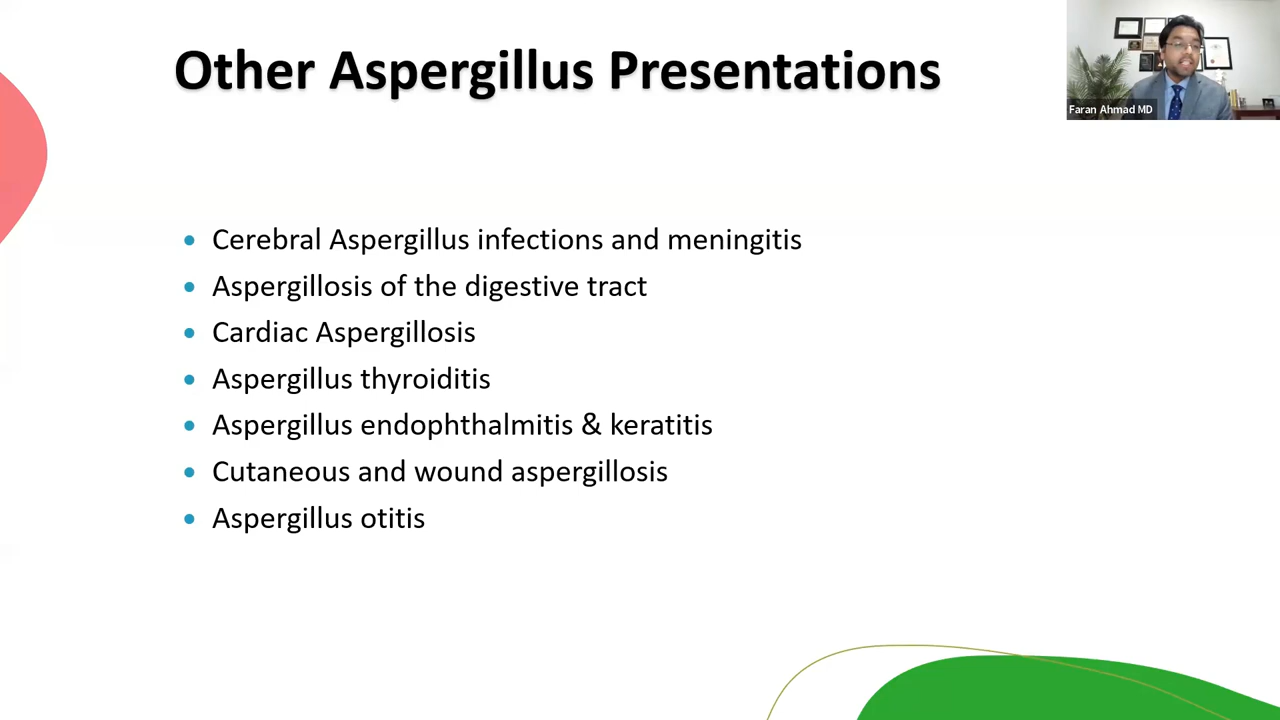 Other Aspergillus Presentations
Faran Ahmad MD
• Cerebral Aspergillus infections and meningitis
• Aspergillosis of the digestive tract
• Cardiac Aspergillosis
• Aspergillus thyroiditis
• Aspergillus endophthalmitis & keratitis
• Cutaneous and wound aspergillosis
• Aspergillus otitis